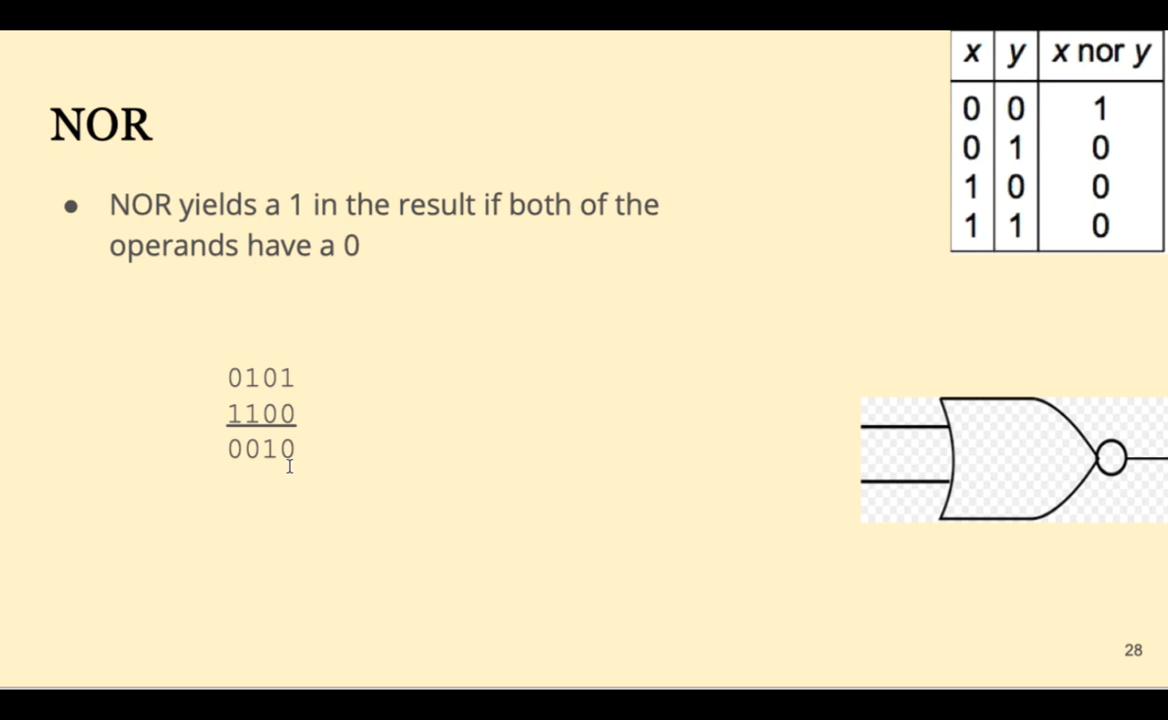 NOR
● NOR yields a 1 in the result if both of the
operands have a 0
0101
1100
0010
x y x nor y
0 0 1
0 1 0
1 0 0
1 1 0
28